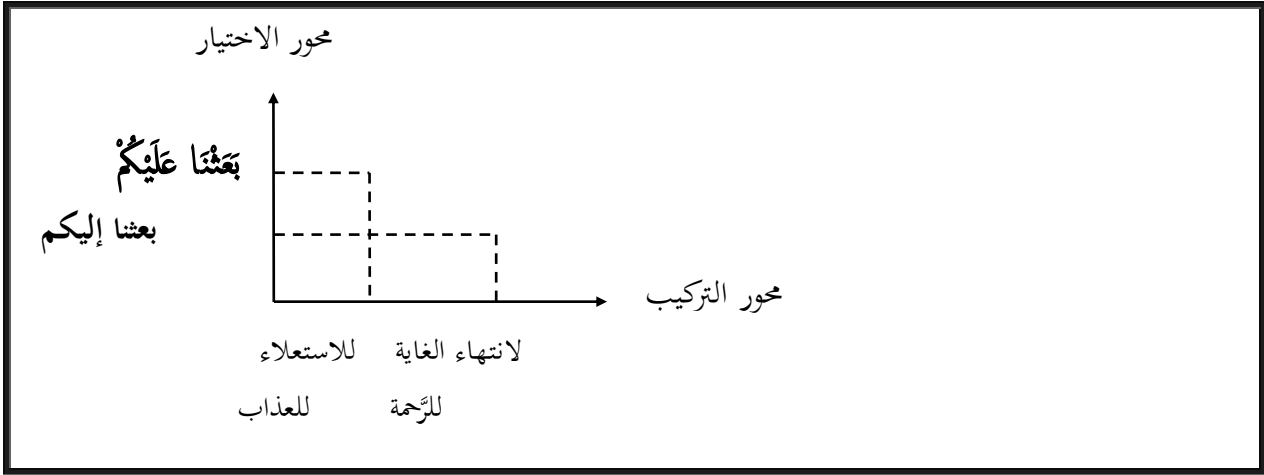 محور الاختيار
بَعَثْنَا عَلَيْكُمْ
بعثنا إليكم
محور التركيب
لانتهاء الغاية للاستعلاء
للرَّحمة للعذاب